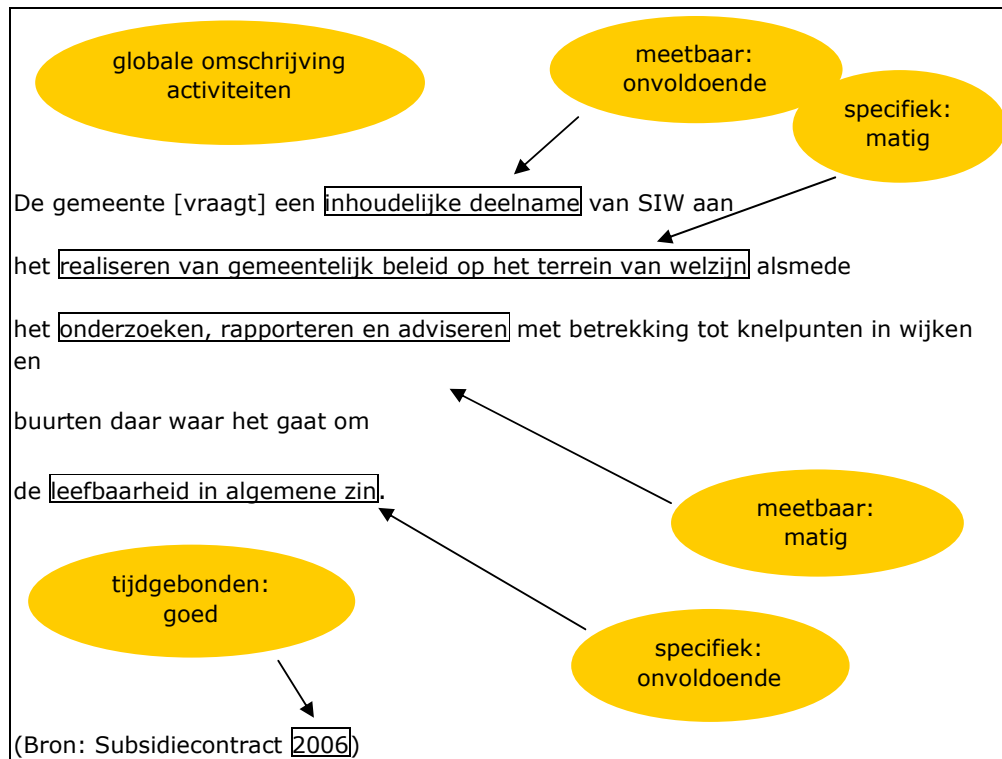 globale omschrijving
activiteiten
meetbaar:
onvoldoende
specifiek:
matig
De gemeente [vraagt] een inhoudelijke deelname van SIW aan
het realiseren van gemeentelijk beleid op het terrein van welzijn alsmede
het onderzoeken, rapporteren en adviseren met betrekking tot knelpunten in wijken
en
buurten daar waar het gaat om
de leefbaarheid in algemene zin.
meetbaar:
matig
tijdgebonden:
goed
specifiek:
onvoldoende
(Bron: Subsidiecontract 2006)